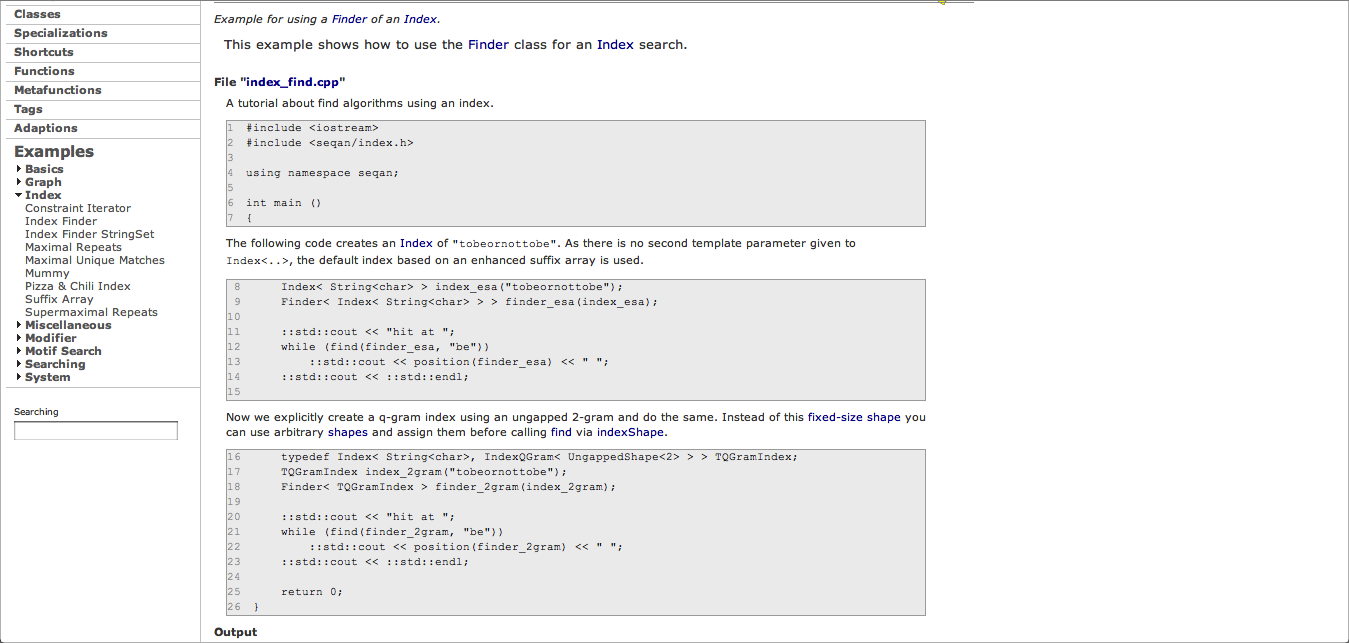 Classes
Specializations
Shortcuts
Functions
Metafunctions
Tags
Adaptions
Examples
Basics
Graph
Index
Constraint Iterator
Index Finder
Index Finder StringSet
Maximal Repeats
Maximal Unique Matches
Mummy
Pizza & Chili Index
Suffix Array
Supermaximal Repeats
Miscellaneous
Modifier
Motif Search
Searching
System
Searching
Example for using a Finder of an Index.
This example shows how to use the Finder class for an Index search.
File "index_find.cpp"
A tutorial about find algorithms using an index.
1 #include <iostream>
2 #include <seqan/index.h>
3
4 using namespace seqan;
5
6 int main ()
7 {
The following code creates an Index of "tobeornottobe". As there is no second template parameter given to
Index<..>, the default index based on an enhanced suffix array is used.
8 Index< String<char> > index_esa("tobeornottobe");
9 Finder< Index< String<char> > > finder_esa(index_esa);
10
11 ::std::cout << "hit at ";
12 while (find(finder_esa, "be"))
13 ::std::cout << position(finder_esa) << " ";
14 ::std::cout << ::std::endl;
15
Now we explicitly create a q-gram index using an ungapped 2-gram and do the same. Instead of this fixed-size shape you
can use arbitrary shapes and assign them before calling find via indexShape.
16 typedef Index< String<char>, IndexQGram< UngappedShape<2> > > TQGramIndex;
17 TQGramIndex index_2gram("tobeornottobe");
18 Finder< TQGramIndex > finder_2gram(index_2gram);
19
20 ::std::cout << "hit at ";
21 while (find(finder_2gram, "be"))
22 ::std::cout << position(finder_2gram) << " ";
23 ::std::cout << ::std::endl;
24
25 return 0;
26 }
Output